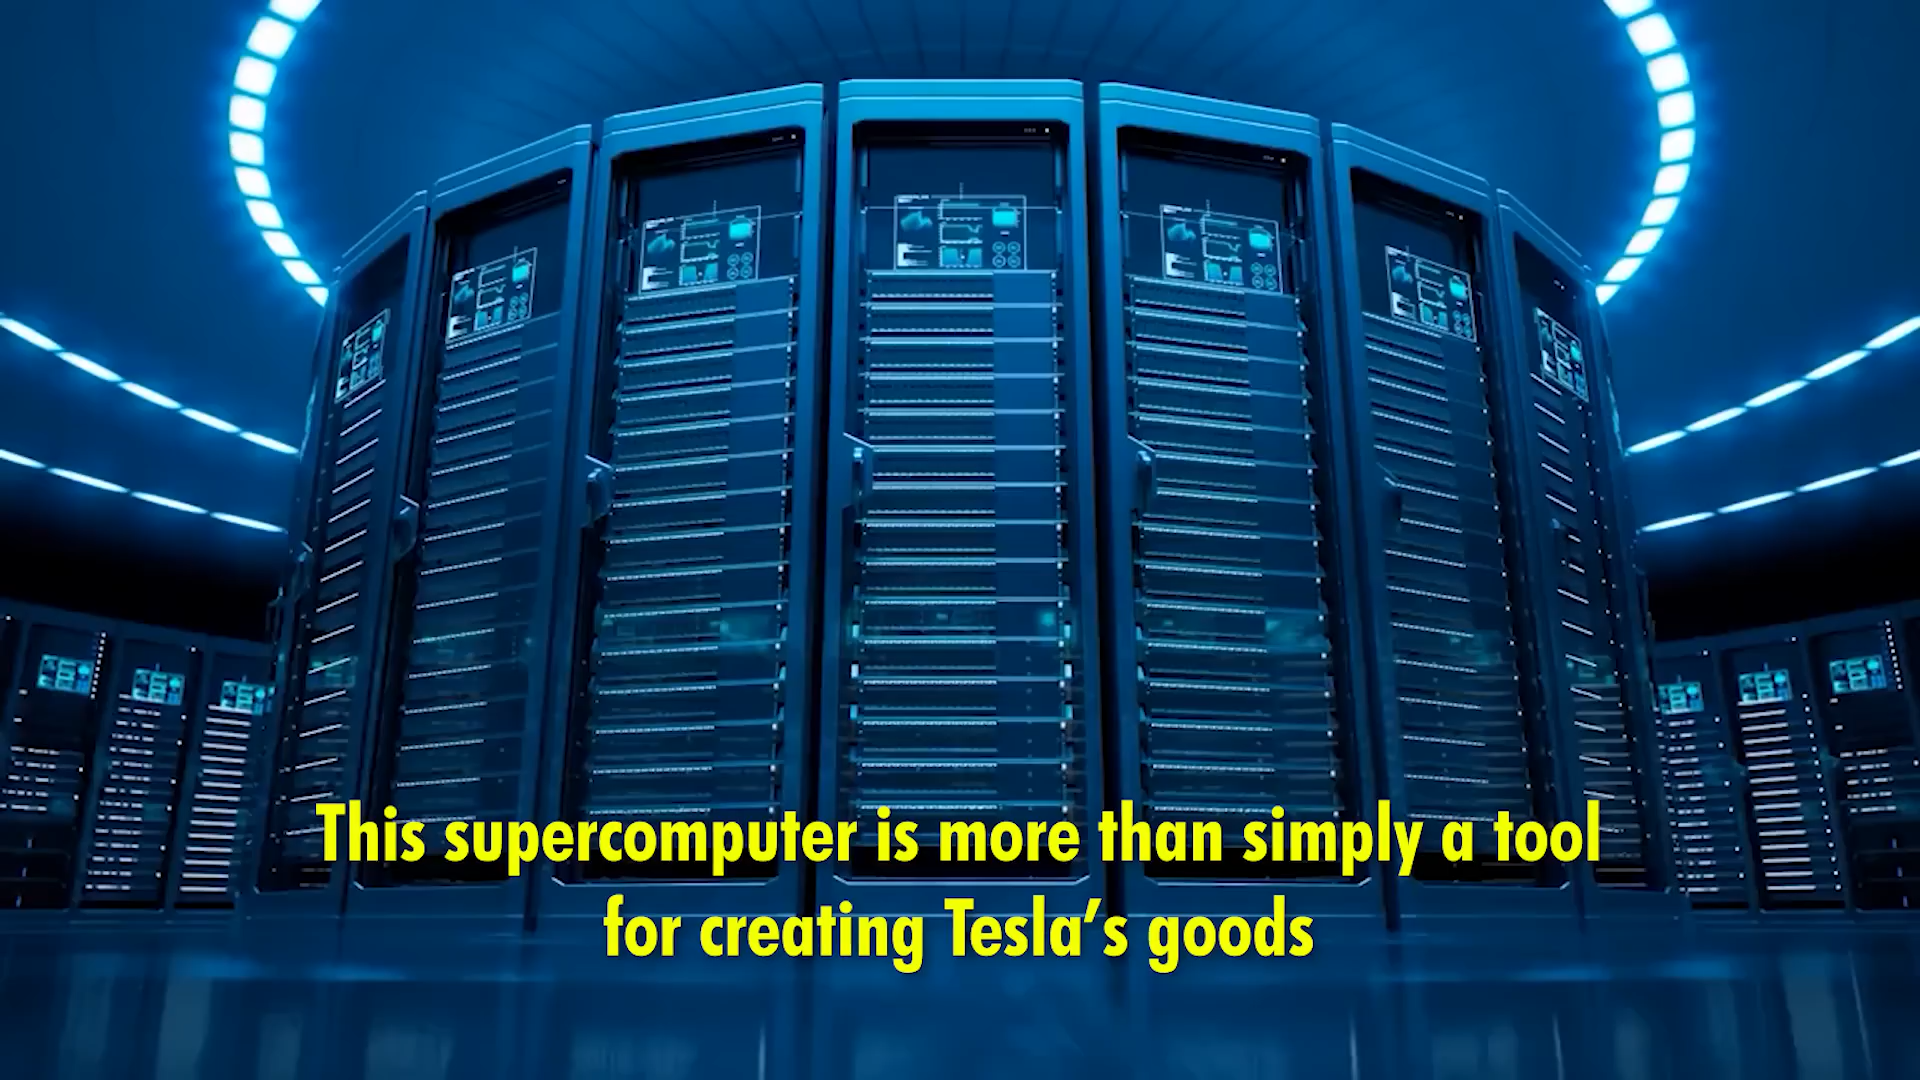 This supercomputer is more than simply a tool
for creating Tesla's goods